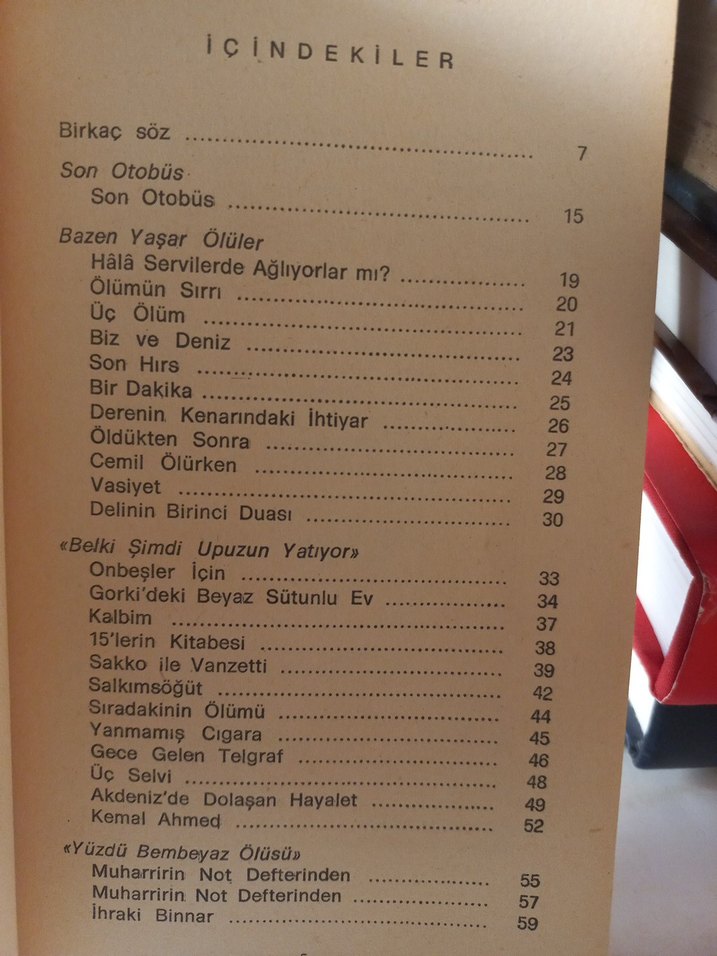 İÇİNDEKİLER
Birkaç söz ........ 7
Son Otobüs
Son Otobüs ........ 15
Bazen Yaşar Ölüler
Hâlâ Servilerde Ağlıyorlar mı? ........ 19
Ölümün Sırrı ........ 20
Üç Ölüm ........ 21
Biz ve Deniz ........ 23
Son Hırs ........ 24
Bir Dakika ........ 25
Derenin Kenarındaki İhtiyar ........ 26
Öldükten Sonra ........ 27
Cemil Ölürken ........ 28
Vasiyet ........ 29
Delinin Birinci Duası ........ 30
«Belki Şimdi Upuzun Yatıyor»
Onbeşler İçin ........ 33
Gorki'deki Beyaz Sütunlu Ev ........ 34
Kalbim ........ 37
15'lerin Kitabesi ........ 38
Sakko ile Vanzetti ........ 39
Salkımsöğüt ........ 42
Sıradakinin Ölümü ........ 44
Yanmamış Cıgara ........ 45
Gece Gelen Telgraf ........ 46
Üç Selvi ........ 48
Akdeniz'de Dolaşan Hayalet ........ 49
Kemal Ahmed ........ 52
«Yüzdü Bembeyaz Ölüsü»
Muharririn Not Defterinden ........ 55
Muharririn Not Defterinden ........ 57
İhraki Binnar ........ 59